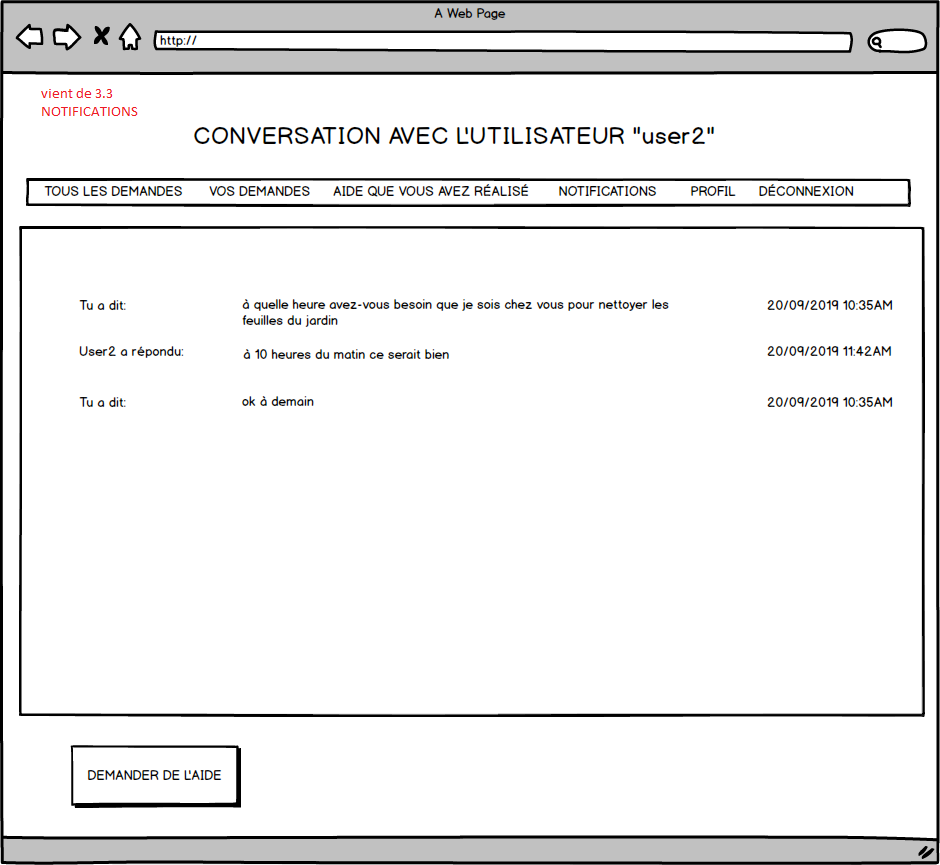 A Web Page
http://
vient de 3.3
NOTIFICATIONS
CONVERSATION AVEC L'UTILISATEUR "user2"
TOUS LES DEMANDES VOS DEMANDES AIDE QUE VOUS AVEZ RÉALISÉ NOTIFICATIONS PROFIL DÉCONNEXION
Tu a dit: à quelle heure avez-vous besoin que je sois chez vous pour nettoyer les 20/09/2019 10:35AM
feuilles du jardin
User2 a répondu: à 10 heures du matin ce serait bien 20/09/2019 11:42AM
Tu a dit: ok à demain 20/09/2019 10:35AM
DEMANDER DE L'AIDE